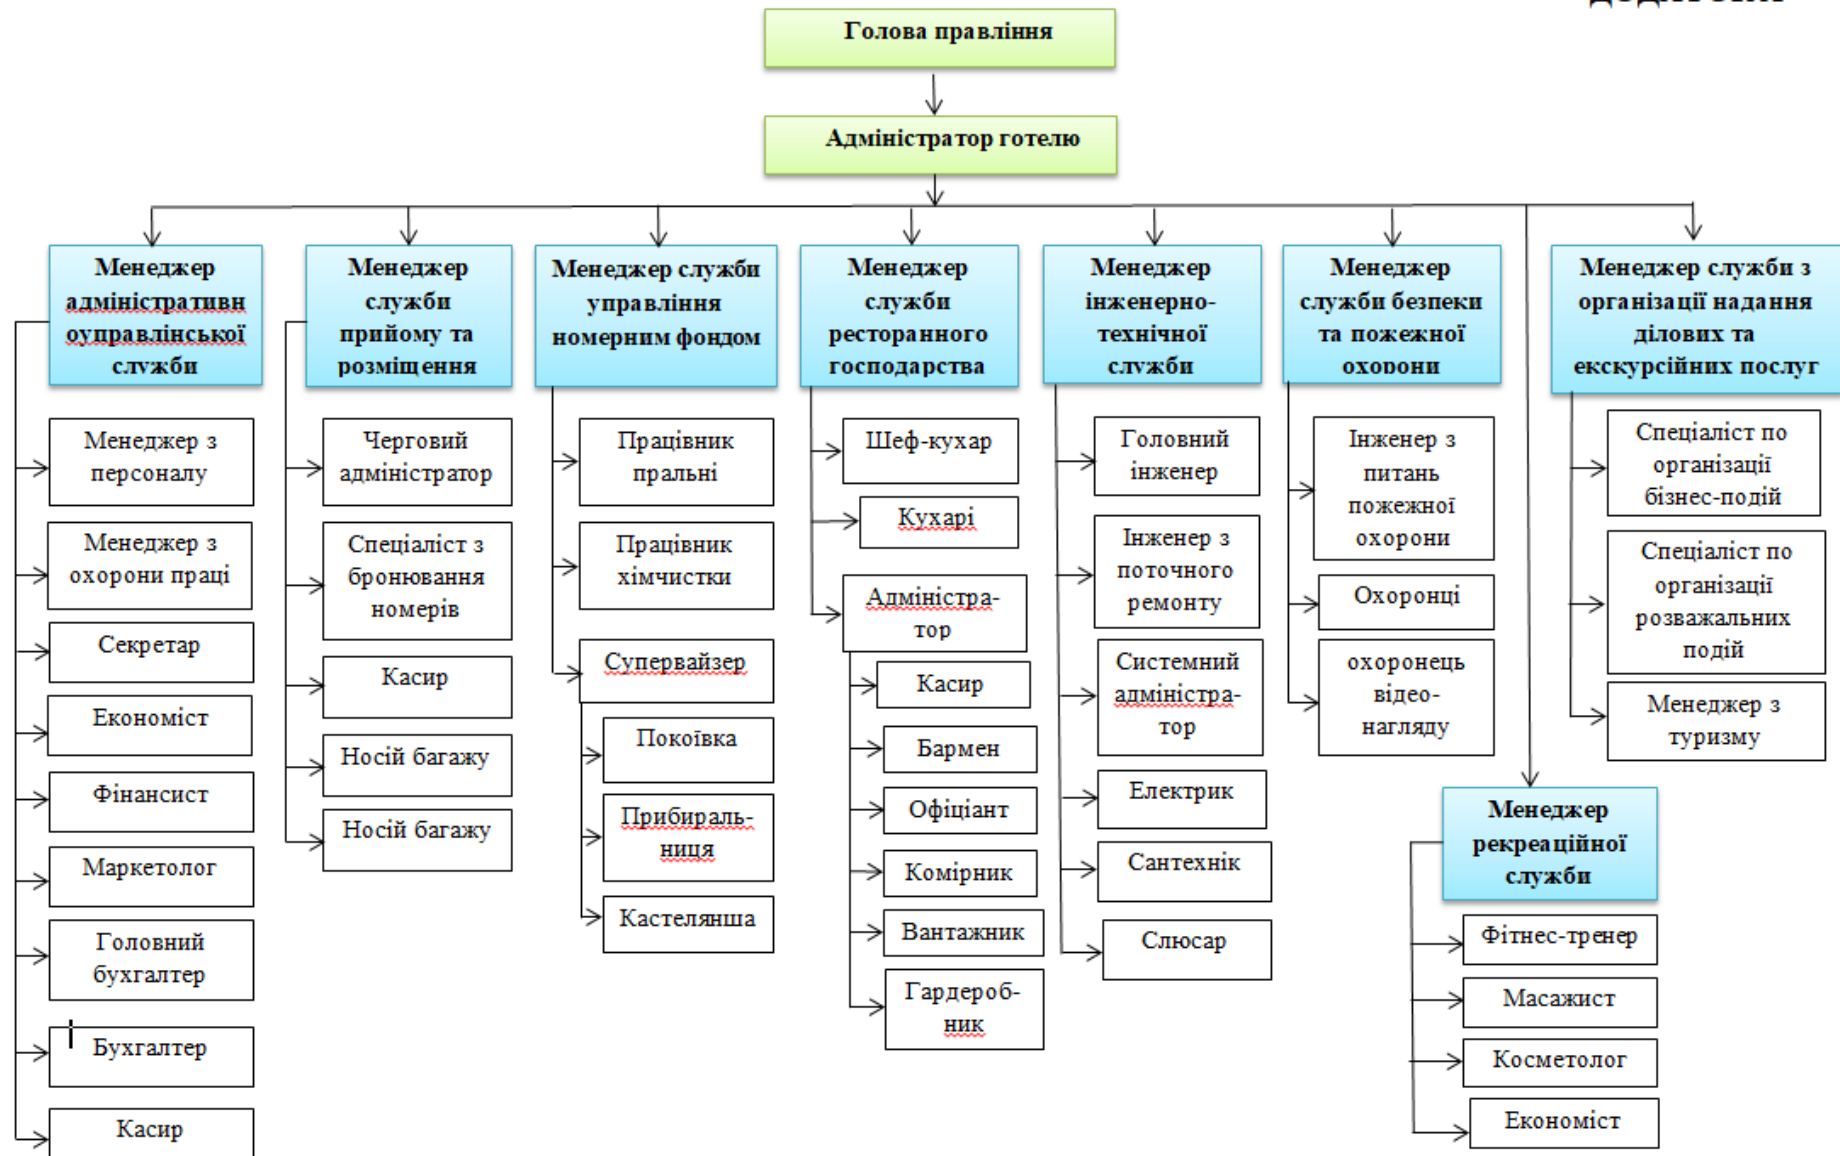 Голова правління
Адміністратор готелю
Менеджер
адміністративн
оуправлінської
служби
Менеджер з
персоналу
Менеджер з
охорони праці
Секретар
Економіст
Фінансист
Маркетолог
Головний
бухгалтер
Бухгалтер
Касир
Менеджер
служби
прийому та
розміщення
Черговий
адміністратор
Спеціаліст з
бронювання
номерів
Касир
Носій багажу
Носій багажу
Менеджер служби
управління
номерним фондом
Працівник
пральні
Працівник
хімчистки
Супервайзер
Покоївка
Прибираль-
ниця
Кастелянша
Менеджер
служби
ресторанного
господарства
Шеф-кухар
Кухарі
Адміністра-
тор
Касир
Бармен
Офіціант
Комірник
Вантажник
Гардероб-
ник
Менеджер
інженерно-
технічної
служби
Головний
інженер
Інженер з
поточного
ремонту
Системний
адміністра-
тор
Електрик
Сантехнік
Слюсар
Менеджер
служби безпеки
та пожежної
охорони
Інженер з
питань
пожежної
охорони
Охоронці
охоронець
відео-
нагляду
Менеджер служби з
організації надання
ділових та
екскурсійних послуг
Спеціаліст по
організації
бізнес-подій
Спеціаліст по
організації
розважальних
подій
Менеджер з
туризму
Менеджер
рекреаційної
служби
Фітнес-тренер
Масажист
Косметолог
Економіст